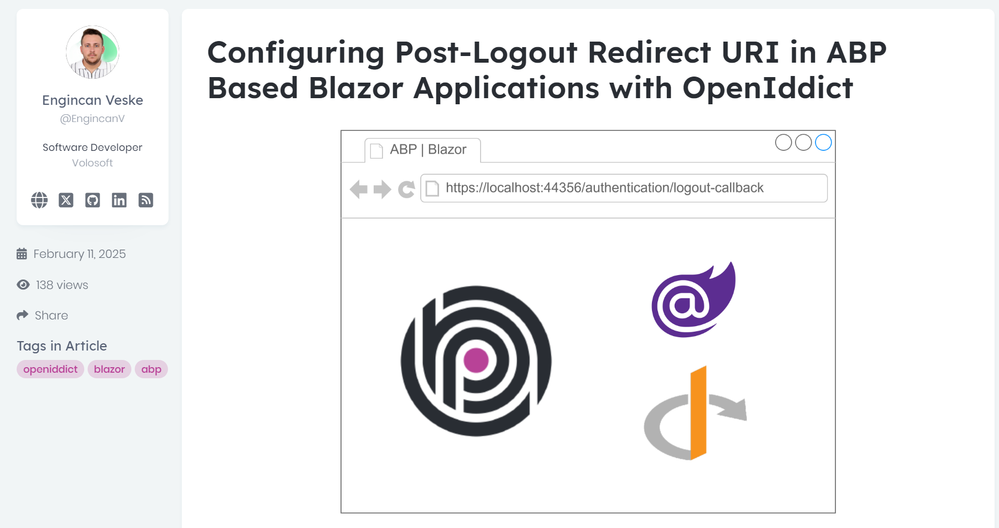 Engincan Veske
@EngincanV
Software Developer
Volosoft
February 11, 2025
138 views
Share
Tags in Article
openiddict blazor abp
Configuring Post-Logout Redirect URI in ABP
Based Blazor Applications with OpenIddict
ABP | Blazor
https://localhost:44356/authentication/logout-callback